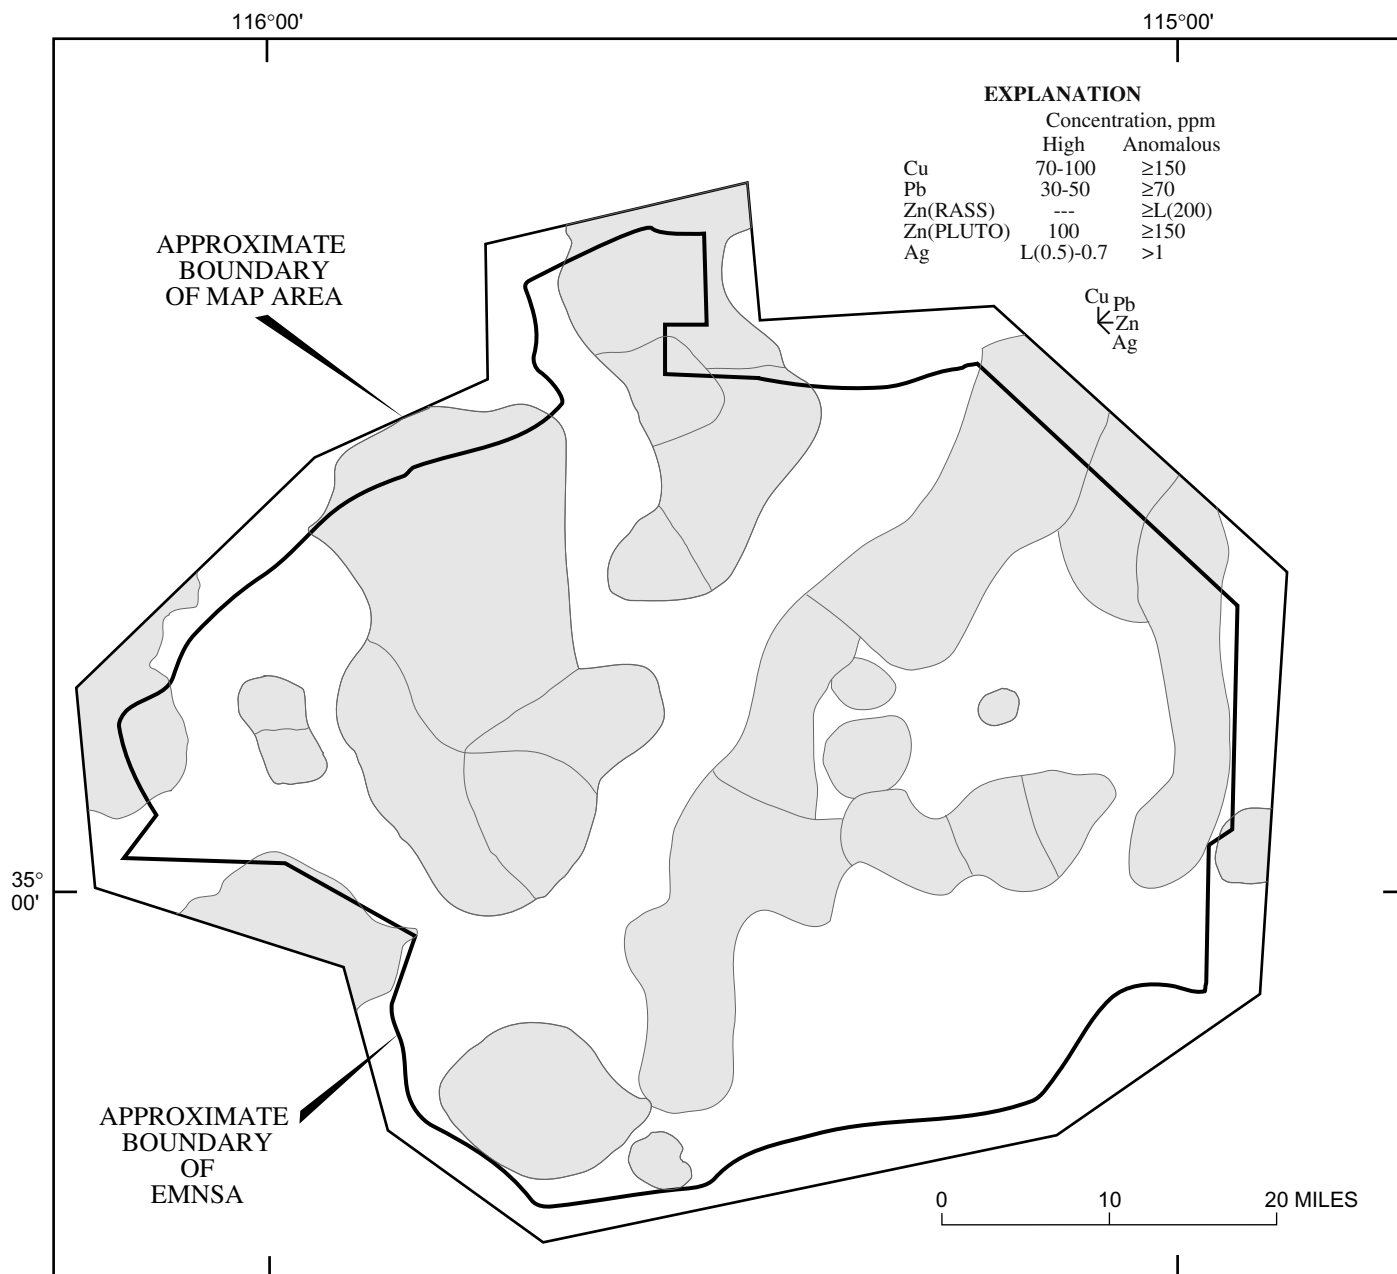 116°00'
115°00'
EXPLANATION
Concentration, ppm
High Anomalous
Cu 70-100 ≥150
Pb 30-50 ≥70
Zn(RASS) --- ≥L(200)
Zn(PLUTO) 100 ≥150
Ag L(0.5)-0.7 >1
Cu Pb
Zn
Ag
APPROXIMATE
BOUNDARY
OF MAP AREA
35°
00'
APPROXIMATE
BOUNDARY
OF
EMNSA
0 10 20 MILES